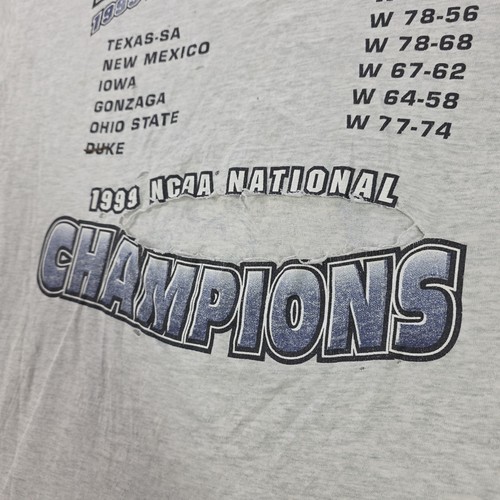 TEXAS-SA
NEW MEXICO W 78-56
IOWA W 78-68
GONZAGA W 67-62
OHIO STATE W 64-58
DUKE W 77-74
1999 NCAA NATIONAL
CHAMPIONS